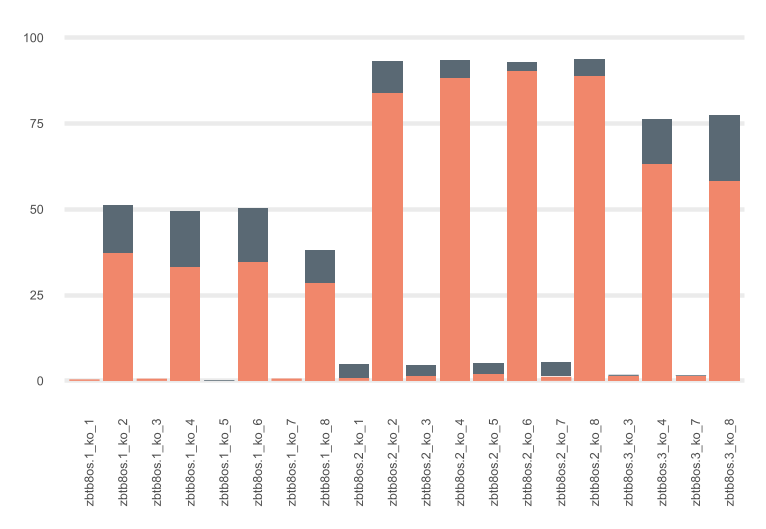 100
75
50
25
0
zbtb8os.1_ko_1
zbtb8os.1_ko_2
zbtb8os.1_ko_3
zbtb8os.1_ko_4
zbtb8os.1_ko_5
zbtb8os.1_ko_6
zbtb8os.1_ko_7
zbtb8os.1_ko_8
zbtb8os.2_ko_1
zbtb8os.2_ko_2
zbtb8os.2_ko_3
zbtb8os.2_ko_4
zbtb8os.2_ko_5
zbtb8os.2_ko_6
zbtb8os.2_ko_7
zbtb8os.2_ko_8
zbtb8os.3_ko_3
zbtb8os.3_ko_4
zbtb8os.3_ko_7
zbtb8os.3_ko_8